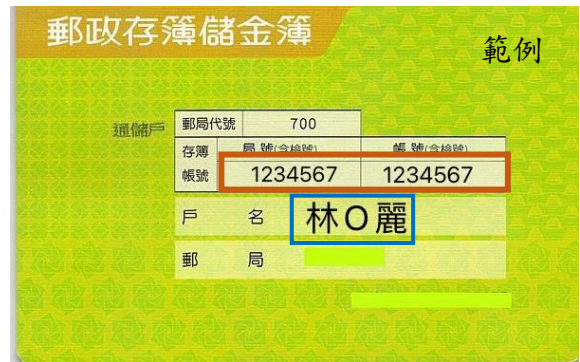 郵政存簿儲金簿
範例
通儲戶
郵局代號 700
存簿 局號(含檢號) 帳號(含檢號)
帳號 1234567 1234567
戶名 林O麗
郵局